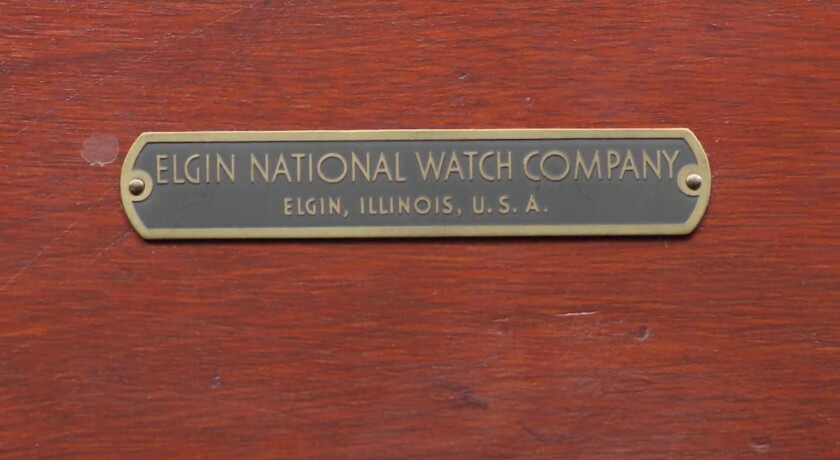 ELGIN NATIONAL WATCH COMPANY
ELGIN, ILLINOIS, U. S. A.